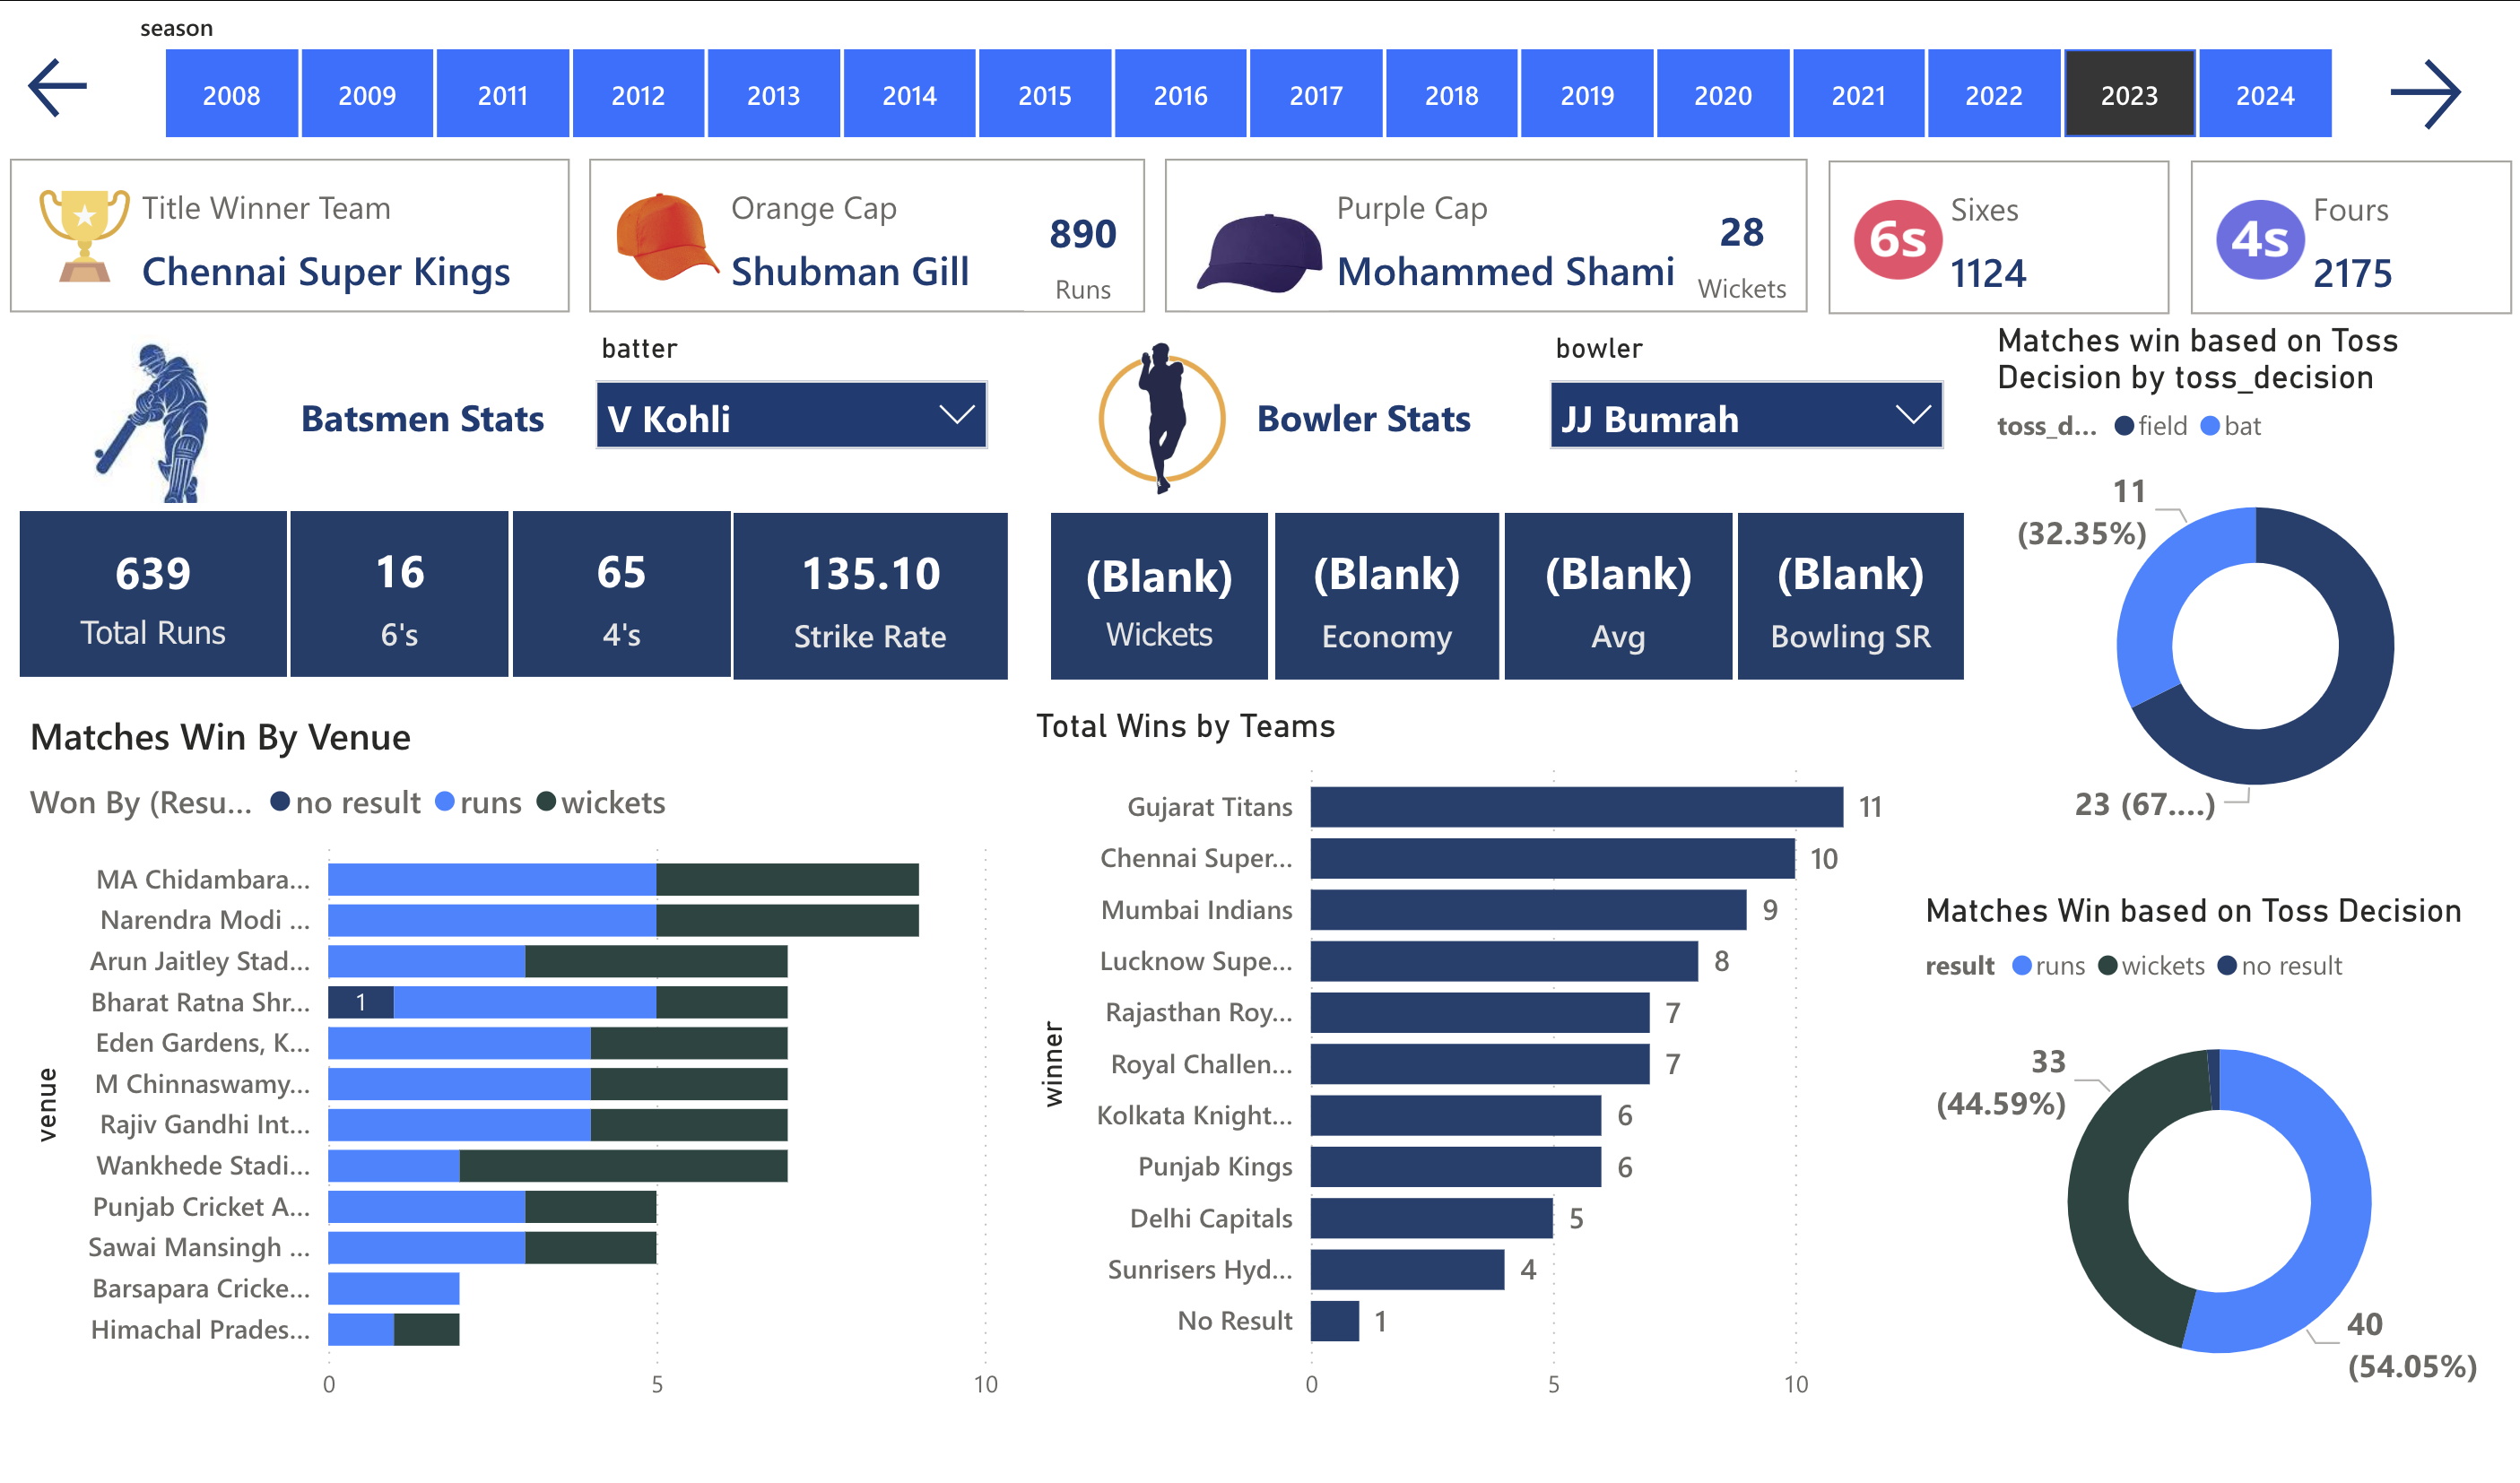 season
2008 2009 2011 2012 2013 2014 2015 2016 2017 2018 2019 2020 2021 2022 2023 2024
Title Winner Team
Chennai Super Kings
Orange Cap
Shubman Gill
890
Runs
Purple Cap
Mohammed Shami
28
Wickets
6s
Sixes
1124
4s
Fours
2175
Batsmen Stats
batter
V Kohli
Bowler Stats
bowler
JJ Bumrah
639
Total Runs
16
6's
65
4's
135.10
Strike Rate
(Blank)
Wickets
(Blank)
Economy
(Blank)
Avg
(Blank)
Bowling SR
Matches win based on Toss
Decision by toss_decision
toss_d... field bat
11
(32.35%)
23 (67....)
Matches Win By Venue
Won By (Resu... no result runs wickets
venue
MA Chidambara...
Narendra Modi ...
Arun Jaitley Stad...
Bharat Ratna Shr... 1
Eden Gardens, K...
M Chinnaswamy...
Rajiv Gandhi Int...
Wankhede Stadi...
Punjab Cricket A...
Sawai Mansingh ...
Barsapara Cricke...
Himachal Prades...
0 5 10
Total Wins by Teams
winner
Gujarat Titans 11
Chennai Super... 10
Mumbai Indians 9
Lucknow Supe... 8
Rajasthan Roy... 7
Royal Challen... 7
Kolkata Knight... 6
Punjab Kings 6
Delhi Capitals 5
Sunrisers Hyd... 4
No Result 1
0 5 10
Matches Win based on Toss Decision
result runs wickets no result
33
(44.59%)
40
(54.05%)